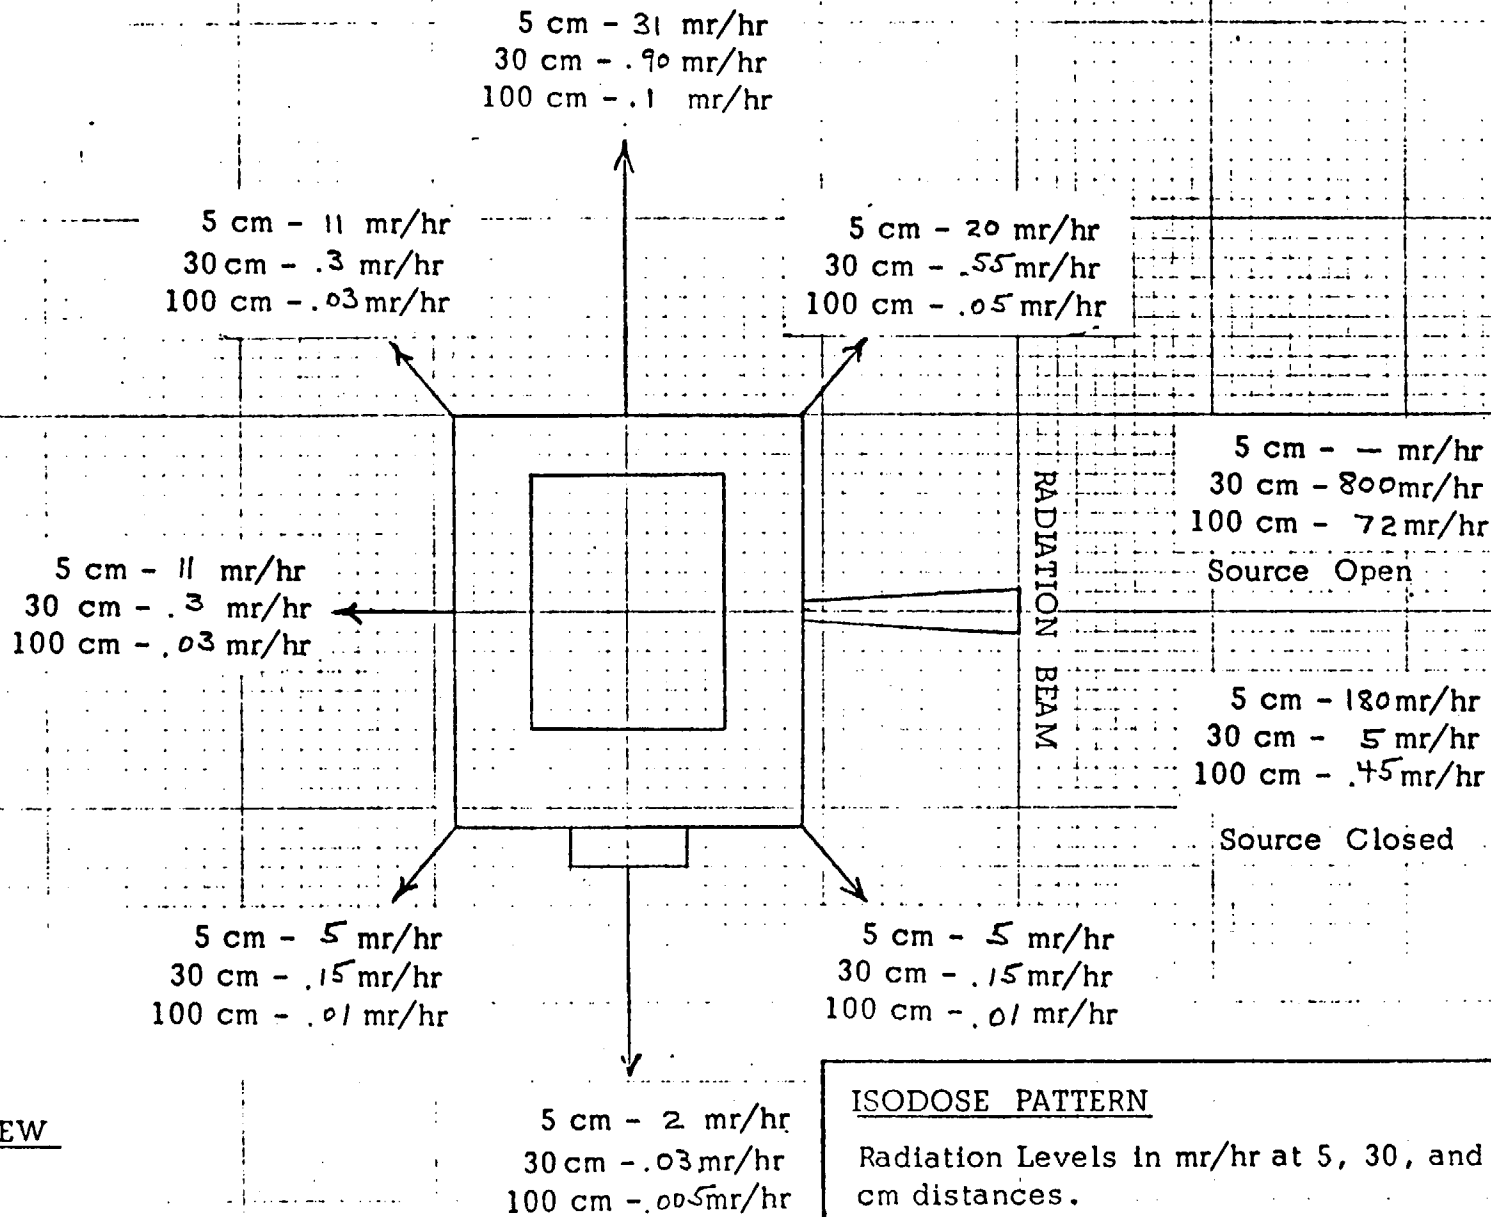 5 cm - 31 mr/hr
30 cm - .90 mr/hr
100 cm - .1 mr/hr
5 cm - 11 mr/hr
30 cm - .3 mr/hr
100 cm - .03 mr/hr
5 cm - 20 mr/hr
30 cm - .55 mr/hr
100 cm - .05 mr/hr
5 cm - — mr/hr
30 cm - 800 mr/hr
100 cm - 72 mr/hr
Source Open
RADIATION BEAM
5 cm - 11 mr/hr
30 cm - .3 mr/hr
100 cm - .03 mr/hr
5 cm - 180 mr/hr
30 cm - 5 mr/hr
100 cm - .45 mr/hr
Source Closed
5 cm - 5 mr/hr
30 cm - .15 mr/hr
100 cm - .01 mr/hr
5 cm - 5 mr/hr
30 cm - .15 mr/hr
100 cm - .01 mr/hr
5 cm - 2 mr/hr
30 cm - .03 mr/hr
100 cm - .005 mr/hr
EW
ISODOSE PATTERN
Radiation Levels in mr/hr at 5, 30, and
cm distances.